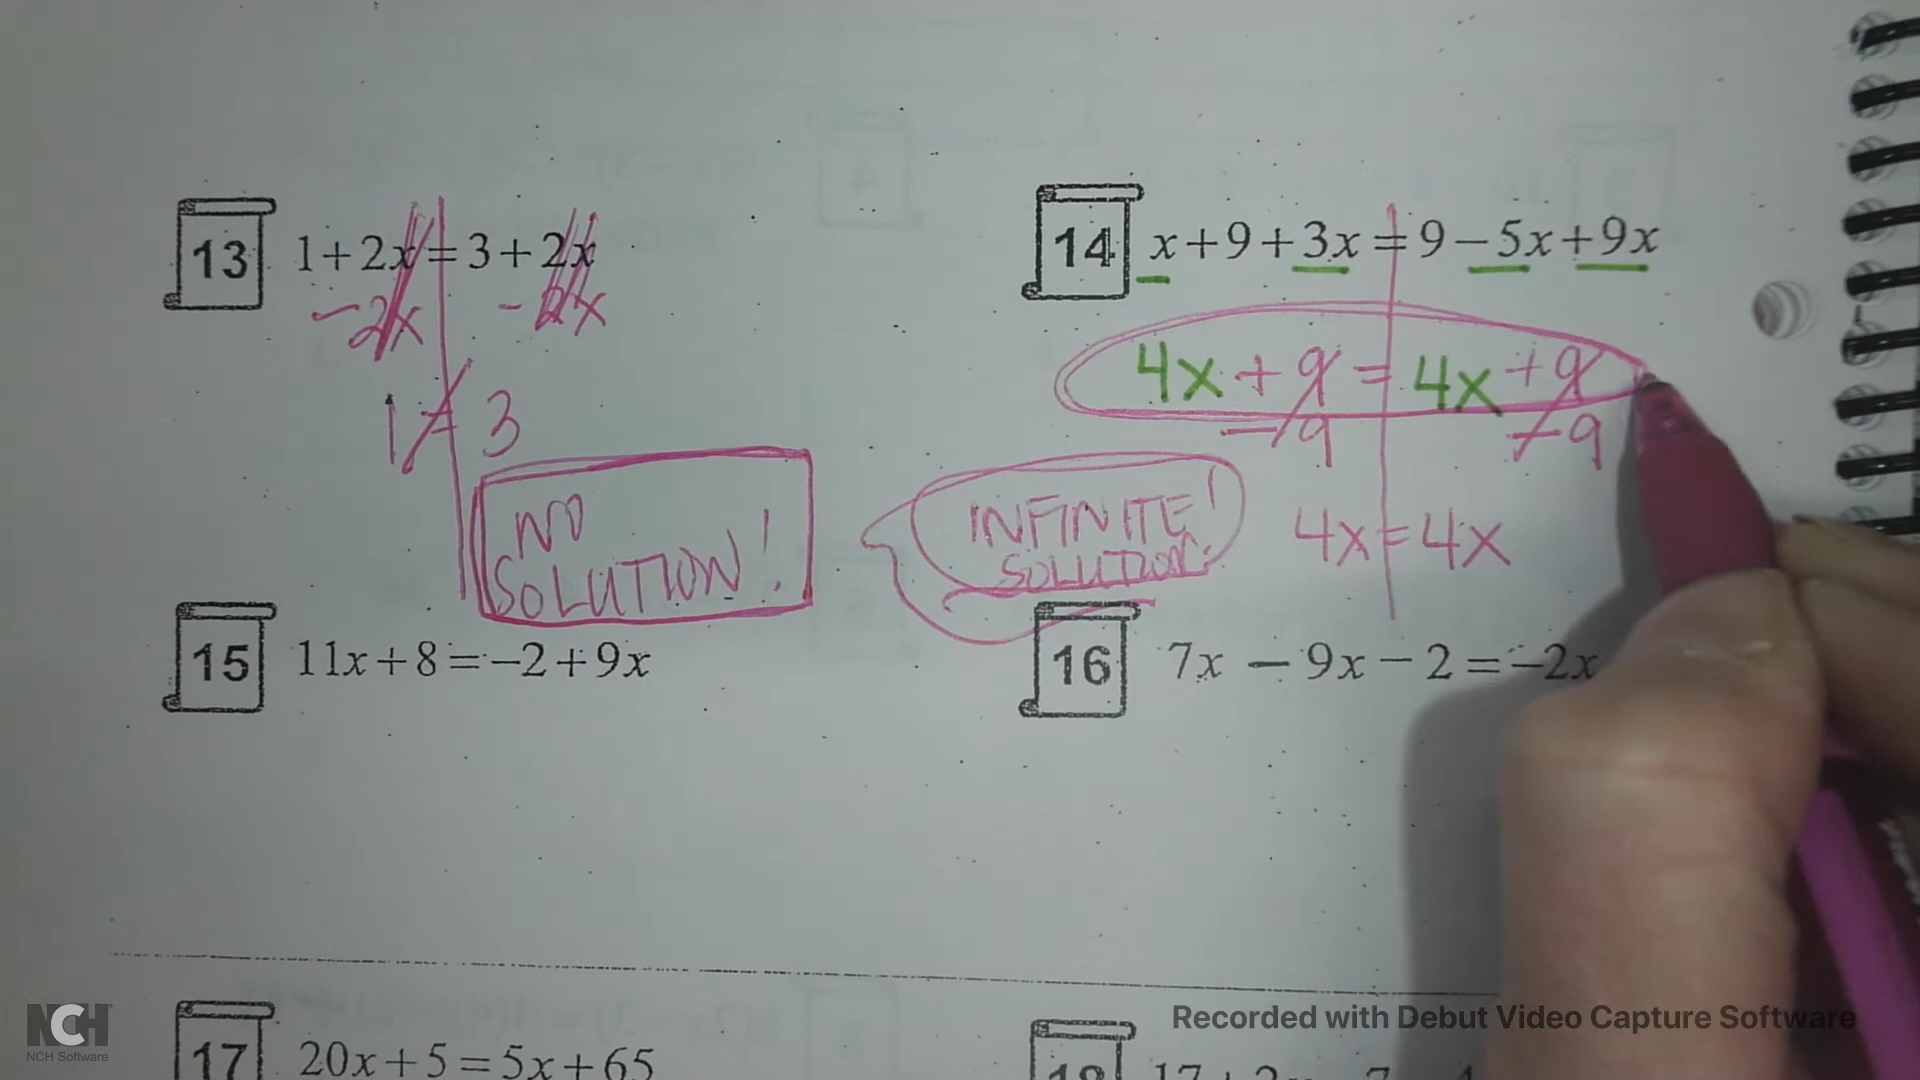 13 1+2x=3+2x
-2x -2x
1 ≠ 3
NO
SOLUTION!
14 x+9+3x=9-5x+9x
4x + 9 = 4x + 9
-9 -9
4x = 4x
INFINITE!
SOLUTION.
15 11x+8=-2+9x
16 7x - 9x - 2 = -2x
17 20x+5=5x+65
18
NCH
NCH Software
Recorded with Debut Video Capture Software